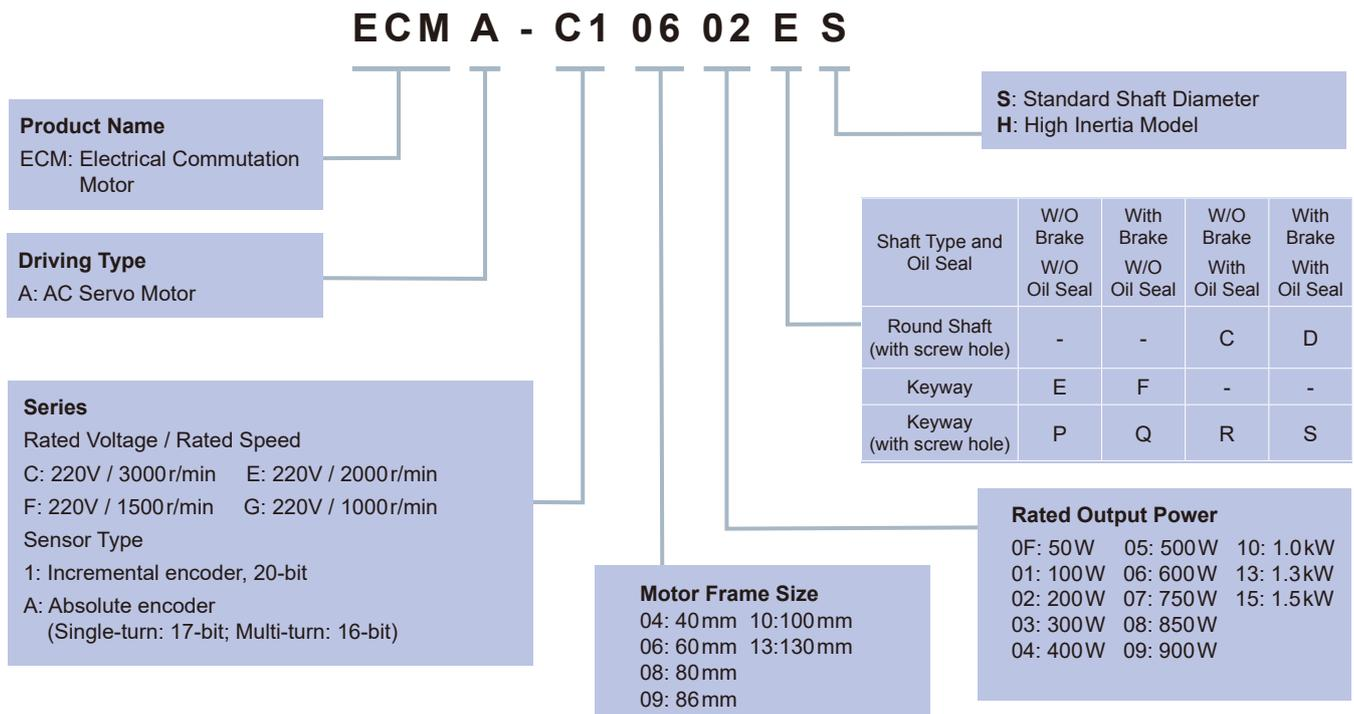 ECM A - C1 06 02 E S
Product Name
ECM: Electrical Commutation
Motor
Driving Type
A: AC Servo Motor
Series
Rated Voltage / Rated Speed
C: 220V / 3000r/min E: 220V / 2000r/min
F: 220V / 1500r/min G: 220V / 1000r/min
Sensor Type
1: Incremental encoder, 20-bit
A: Absolute encoder
(Single-turn: 17-bit; Multi-turn: 16-bit)
Motor Frame Size
04: 40mm 10:100mm
06: 60mm 13:130mm
08: 80mm
09: 86mm
S: Standard Shaft Diameter
H: High Inertia Model
Shaft Type and
Oil Seal
W/O
Brake
W/O
Oil Seal
With
Brake
W/O
Oil Seal
W/O
Brake
With
Oil Seal
With
Brake
With
Oil Seal
Round Shaft
(with screw hole)
- - C D
Keyway E F - -
Keyway
(with screw hole)
P Q R S
Rated Output Power
0F: 50W 05: 500W 10: 1.0kW
01: 100W 06: 600W 13: 1.3kW
02: 200W 07: 750W 15: 1.5kW
03: 300W 08: 850W
04: 400W 09: 900W